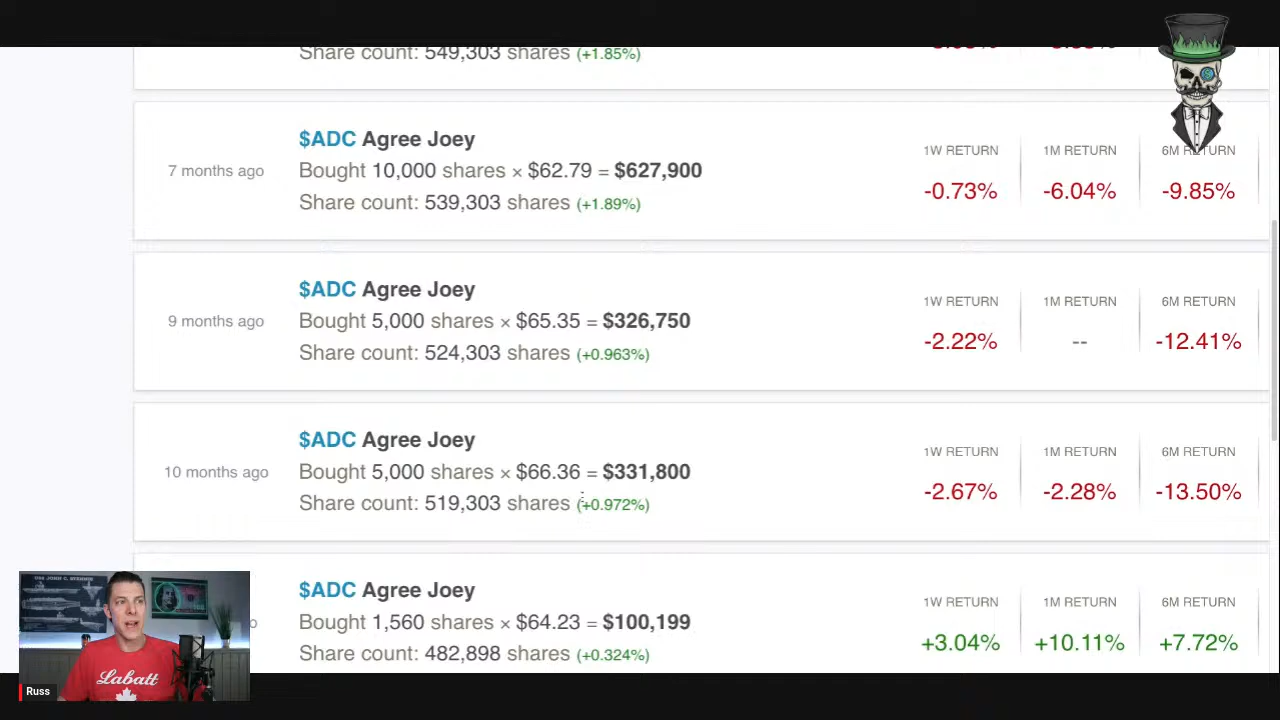 Share count: 549,303 shares (+1.85%)
$ADC Agree Joey
7 months ago
Bought 10,000 shares × $62.79 = $627,900
Share count: 539,303 shares (+1.89%)
1W RETURN
-0.73%
1M RETURN
-6.04%
6M RETURN
-9.85%
$ADC Agree Joey
9 months ago
Bought 5,000 shares × $65.35 = $326,750
Share count: 524,303 shares (+0.963%)
1W RETURN
-2.22%
1M RETURN
--
6M RETURN
-12.41%
$ADC Agree Joey
10 months ago
Bought 5,000 shares × $66.36 = $331,800
Share count: 519,303 shares (+0.972%)
1W RETURN
-2.67%
1M RETURN
-2.28%
6M RETURN
-13.50%
$ADC Agree Joey
Bought 1,560 shares × $64.23 = $100,199
Share count: 482,898 shares (+0.324%)
1W RETURN
+3.04%
1M RETURN
+10.11%
6M RETURN
+7.72%
Labatt
Russ